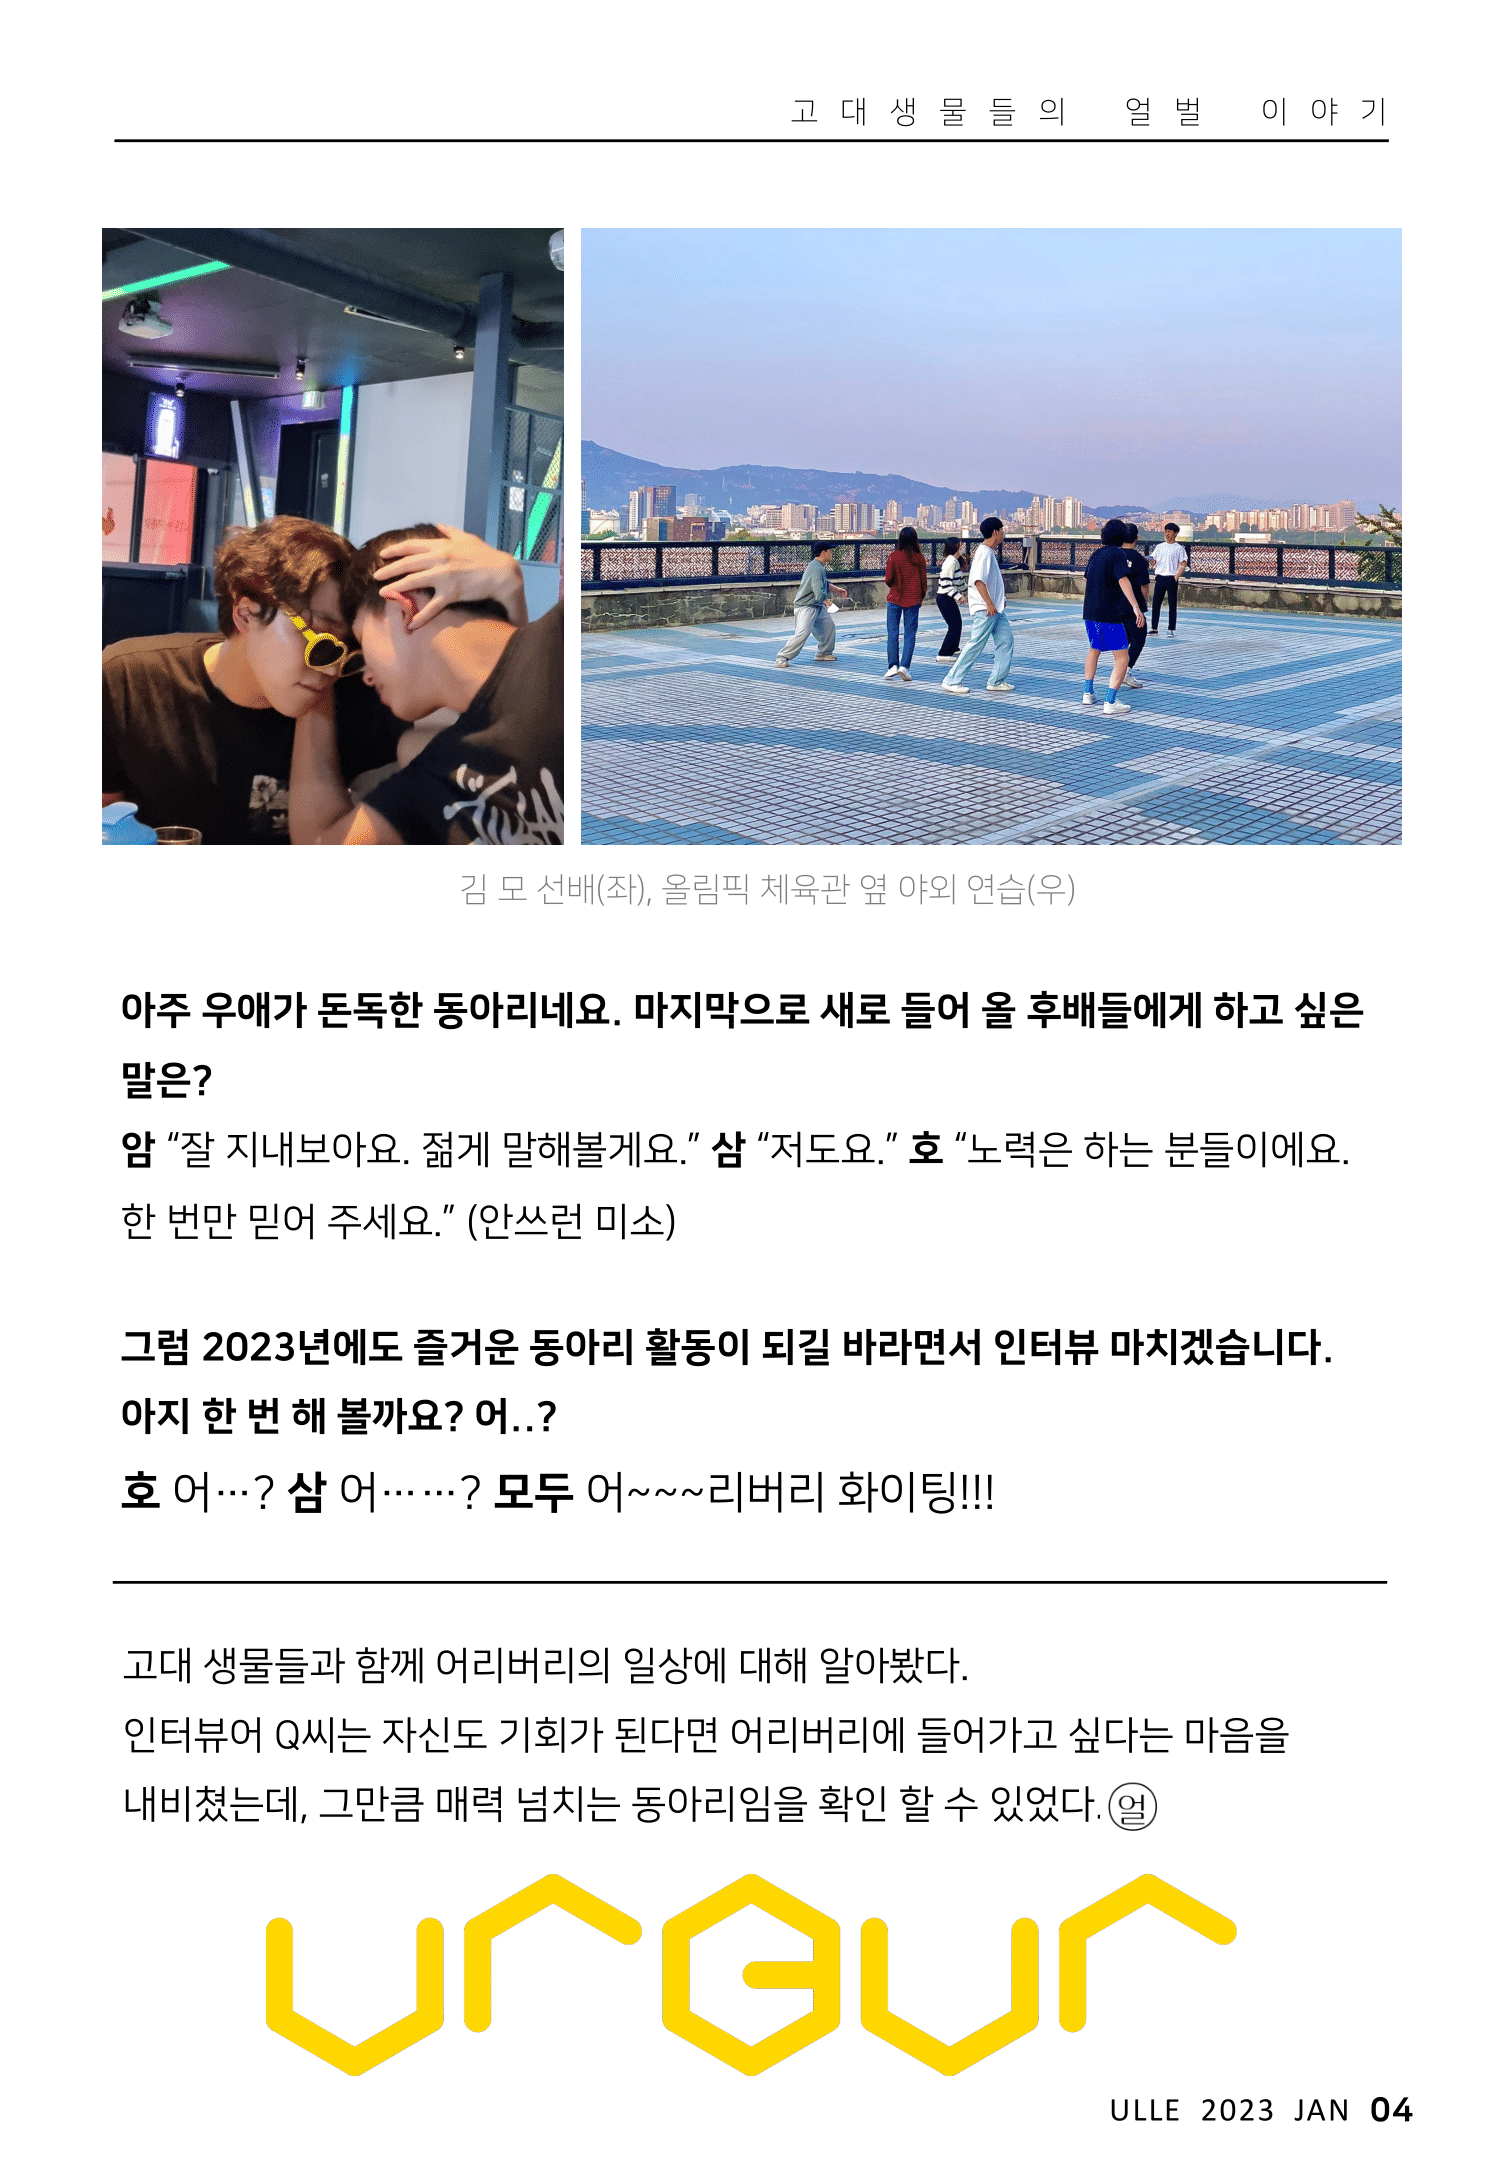 고대생물들의 얼벌 이야기
김 모 선배(좌), 올림픽 체육관 옆 야외 연습(우)
아주 우애가 돈독한 동아리네요. 마지막으로 새로 들어 올 후배들에게 하고 싶은
말은?
암 “잘 지내보아요. 젊게 말해볼게요.” 삼 “저도요.” 호 “노력은 하는 분들이에요.
한 번만 믿어 주세요.” (안쓰런 미소)
그럼 2023년에도 즐거운 동아리 활동이 되길 바라면서 인터뷰 마치겠습니다.
아지 한 번 해 볼까요? 어..?
호 어…? 삼 어……? 모두 어~~~리버리 화이팅!!!
고대 생물들과 함께 어리버리의 일상에 대해 알아봤다.
인터뷰어 Q씨는 자신도 기회가 된다면 어리버리에 들어가고 싶다는 마음을
내비쳤는데, 그만큼 매력 넘치는 동아리임을 확인 할 수 있었다. 얼
urBur
ULLE 2023 JAN 04